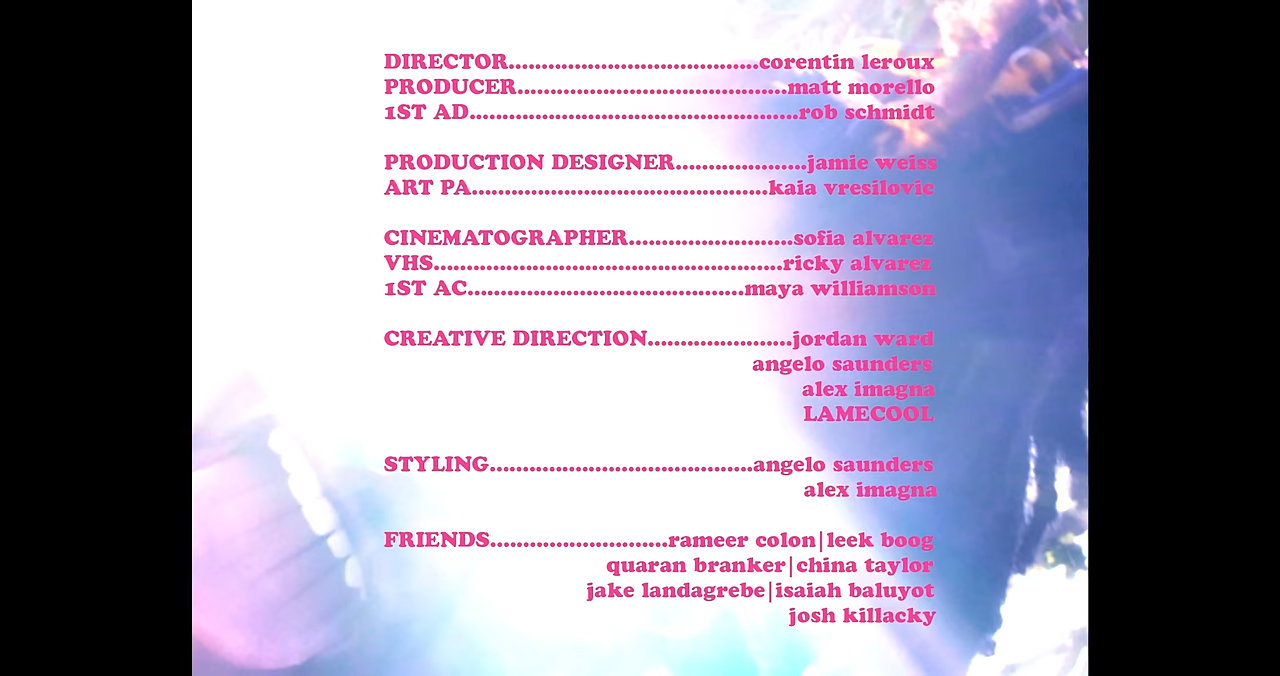 DIRECTOR......................................corentin leroux
PRODUCER.........................................matt morello
1ST AD..................................................rob schmidt
PRODUCTION DESIGNER....................jamie weiss
ART PA.............................................kaia vresilovic
CINEMATOGRAPHER.........................sofia alvarez
VHS.....................................................ricky alvarez
1ST AC..........................................maya williamson
CREATIVE DIRECTION......................jordan ward
angelo saunders
alex imagna
LAMECOOL
STYLING........................................angelo saunders
alex imagna
FRIENDS...........................rameer colon|leek boog
quaran branker|china taylor
jake landagrebe|isaiah baluyot
josh killacky